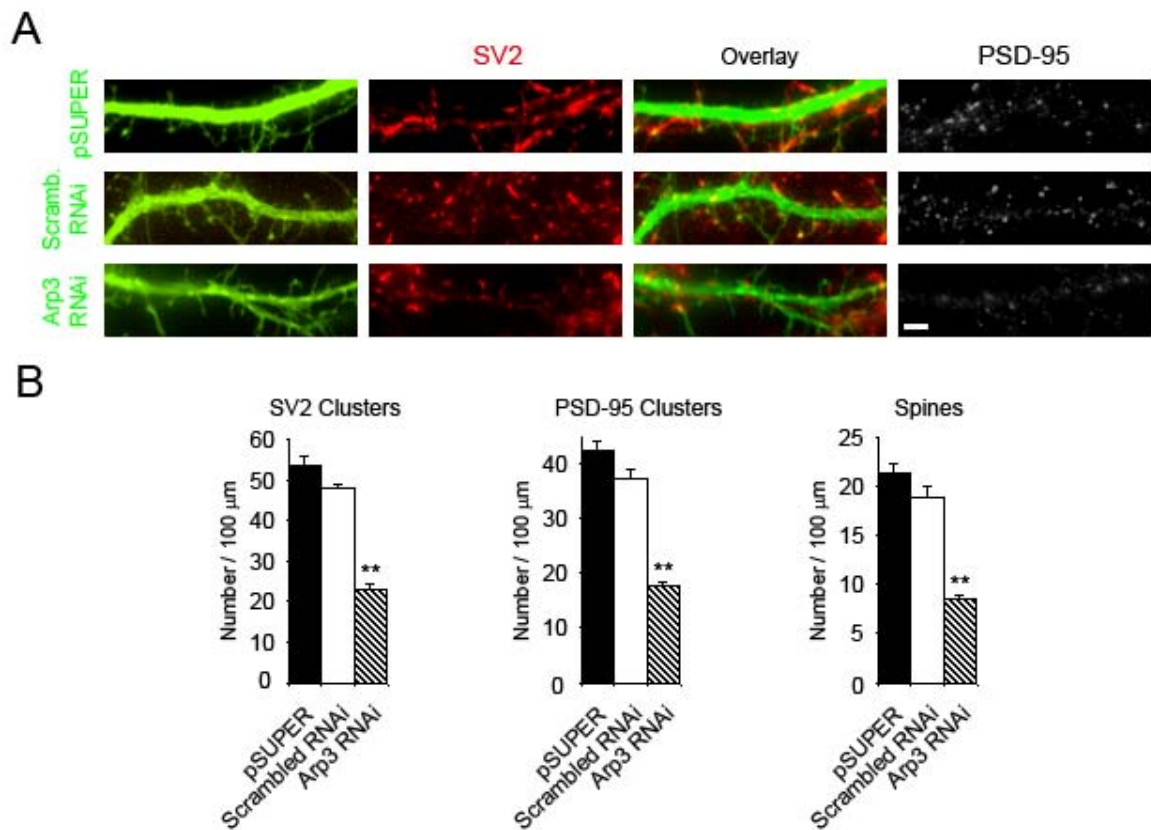 A
SV2
Overlay
PSD-95
pSUPER
Scramb.
RNAi
Arp3
RNAi
B
SV2 Clusters
PSD-95 Clusters
Spines
Number / 100 µm
60
50
40
30
20
10
0
pSUPER
Scrambled RNAi
Arp3 RNAi
**
Number / 100 µm
40
30
20
10
0
pSUPER
Scrambled RNAi
Arp3 RNAi
**
Number / 100 µm
25
20
15
10
5
0
pSUPER
Scrambled RNAi
Arp3 RNAi
**